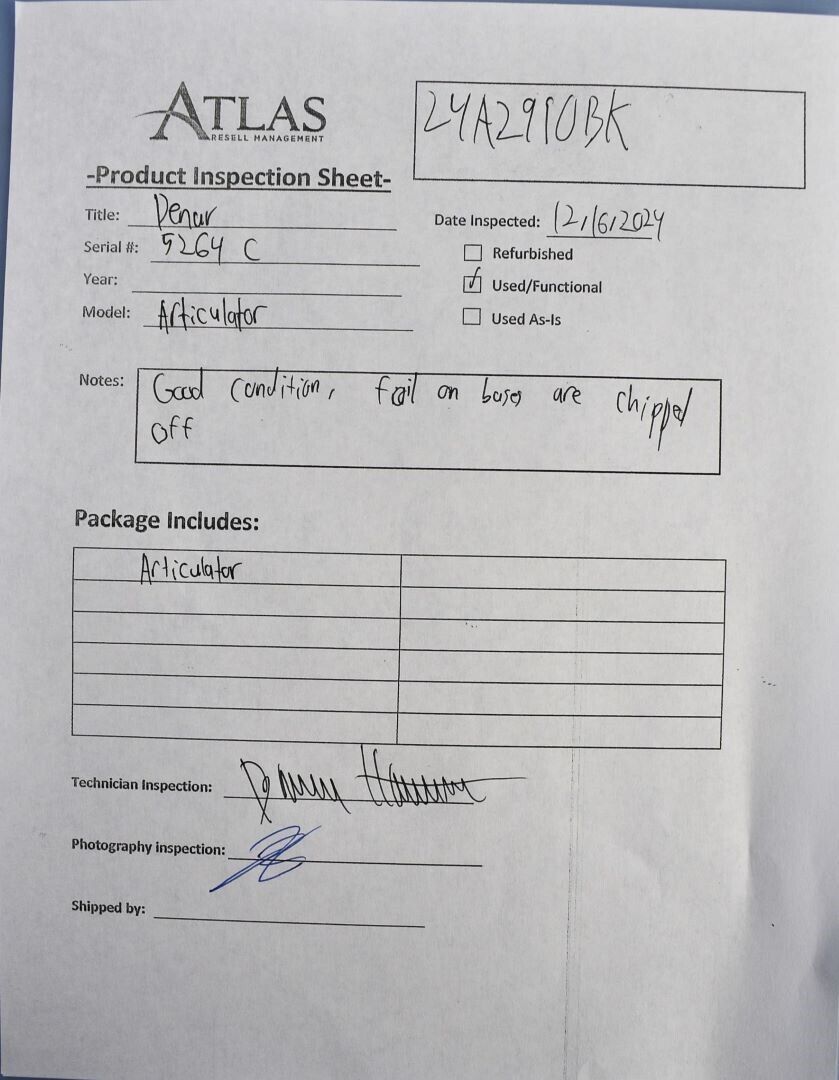 ATLAS
RESELL MANAGEMENT
24A2910BK
-Product Inspection Sheet-
Title: Denar
Serial #: 5264 C
Year:
Model: Articulator
Date Inspected: 12/6/2024
Refurbished
Used/Functional
Used As-Is
Notes: Good condition, foil on bases are chipped
off
Package Includes:
Articulator
Technician Inspection:
Photography inspection:
Shipped by: